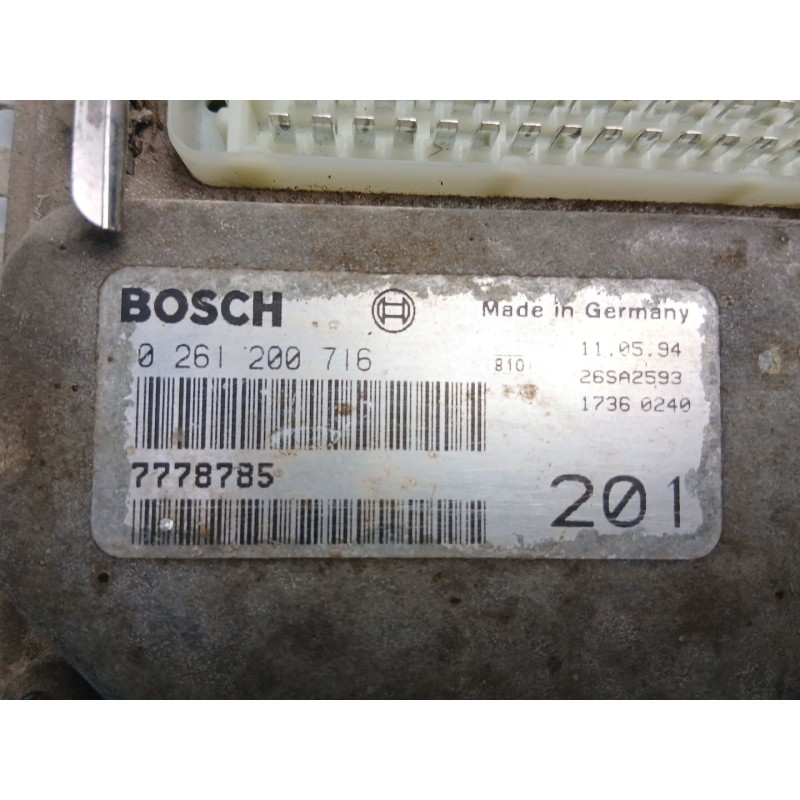 BOSCH
Made in Germany
0 261 200 716
810
11.05.94
26SA2593
1736 0240
7778785
201